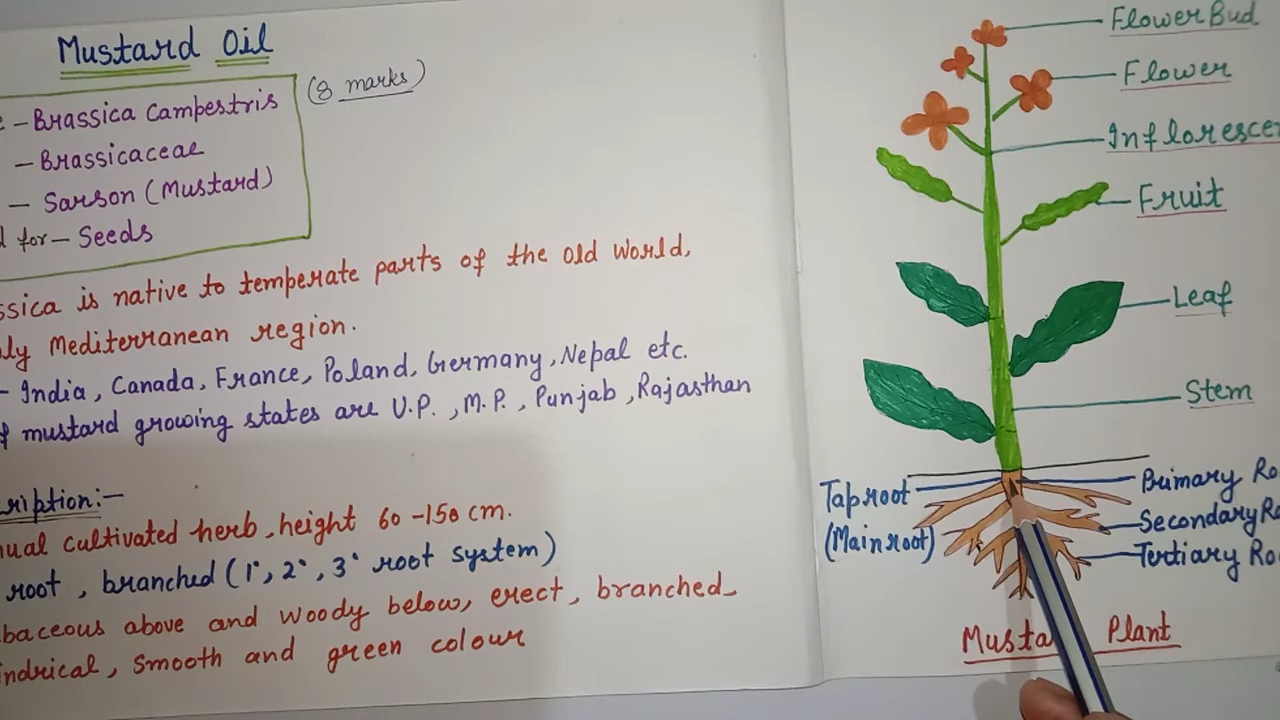 Mustard Oil
(8 marks)
e - Brassica Campestris
- Brassicaceae
- Sarson (Mustard)
d for - Seeds
ssica is native to temperate parts of the old world,
ly Mediterranean region.
- India, Canada, France, Poland, Germany, Nepal etc.
f mustard growing states are U.P., M.P., Punjab, Rajasthan
ription:-
nual cultivated herb, height 60-150 cm.
root, branched (1°, 2°, 3° root system)
baceous above and woody below, erect, branched
indrical, smooth and green colour
Flower Bud
Flower
Inflorescen
Fruit
Leaf
Stem
Taproot
(Main root)
Primary Ro
Secondary Ro
Tertiary Ro
Musta Plant